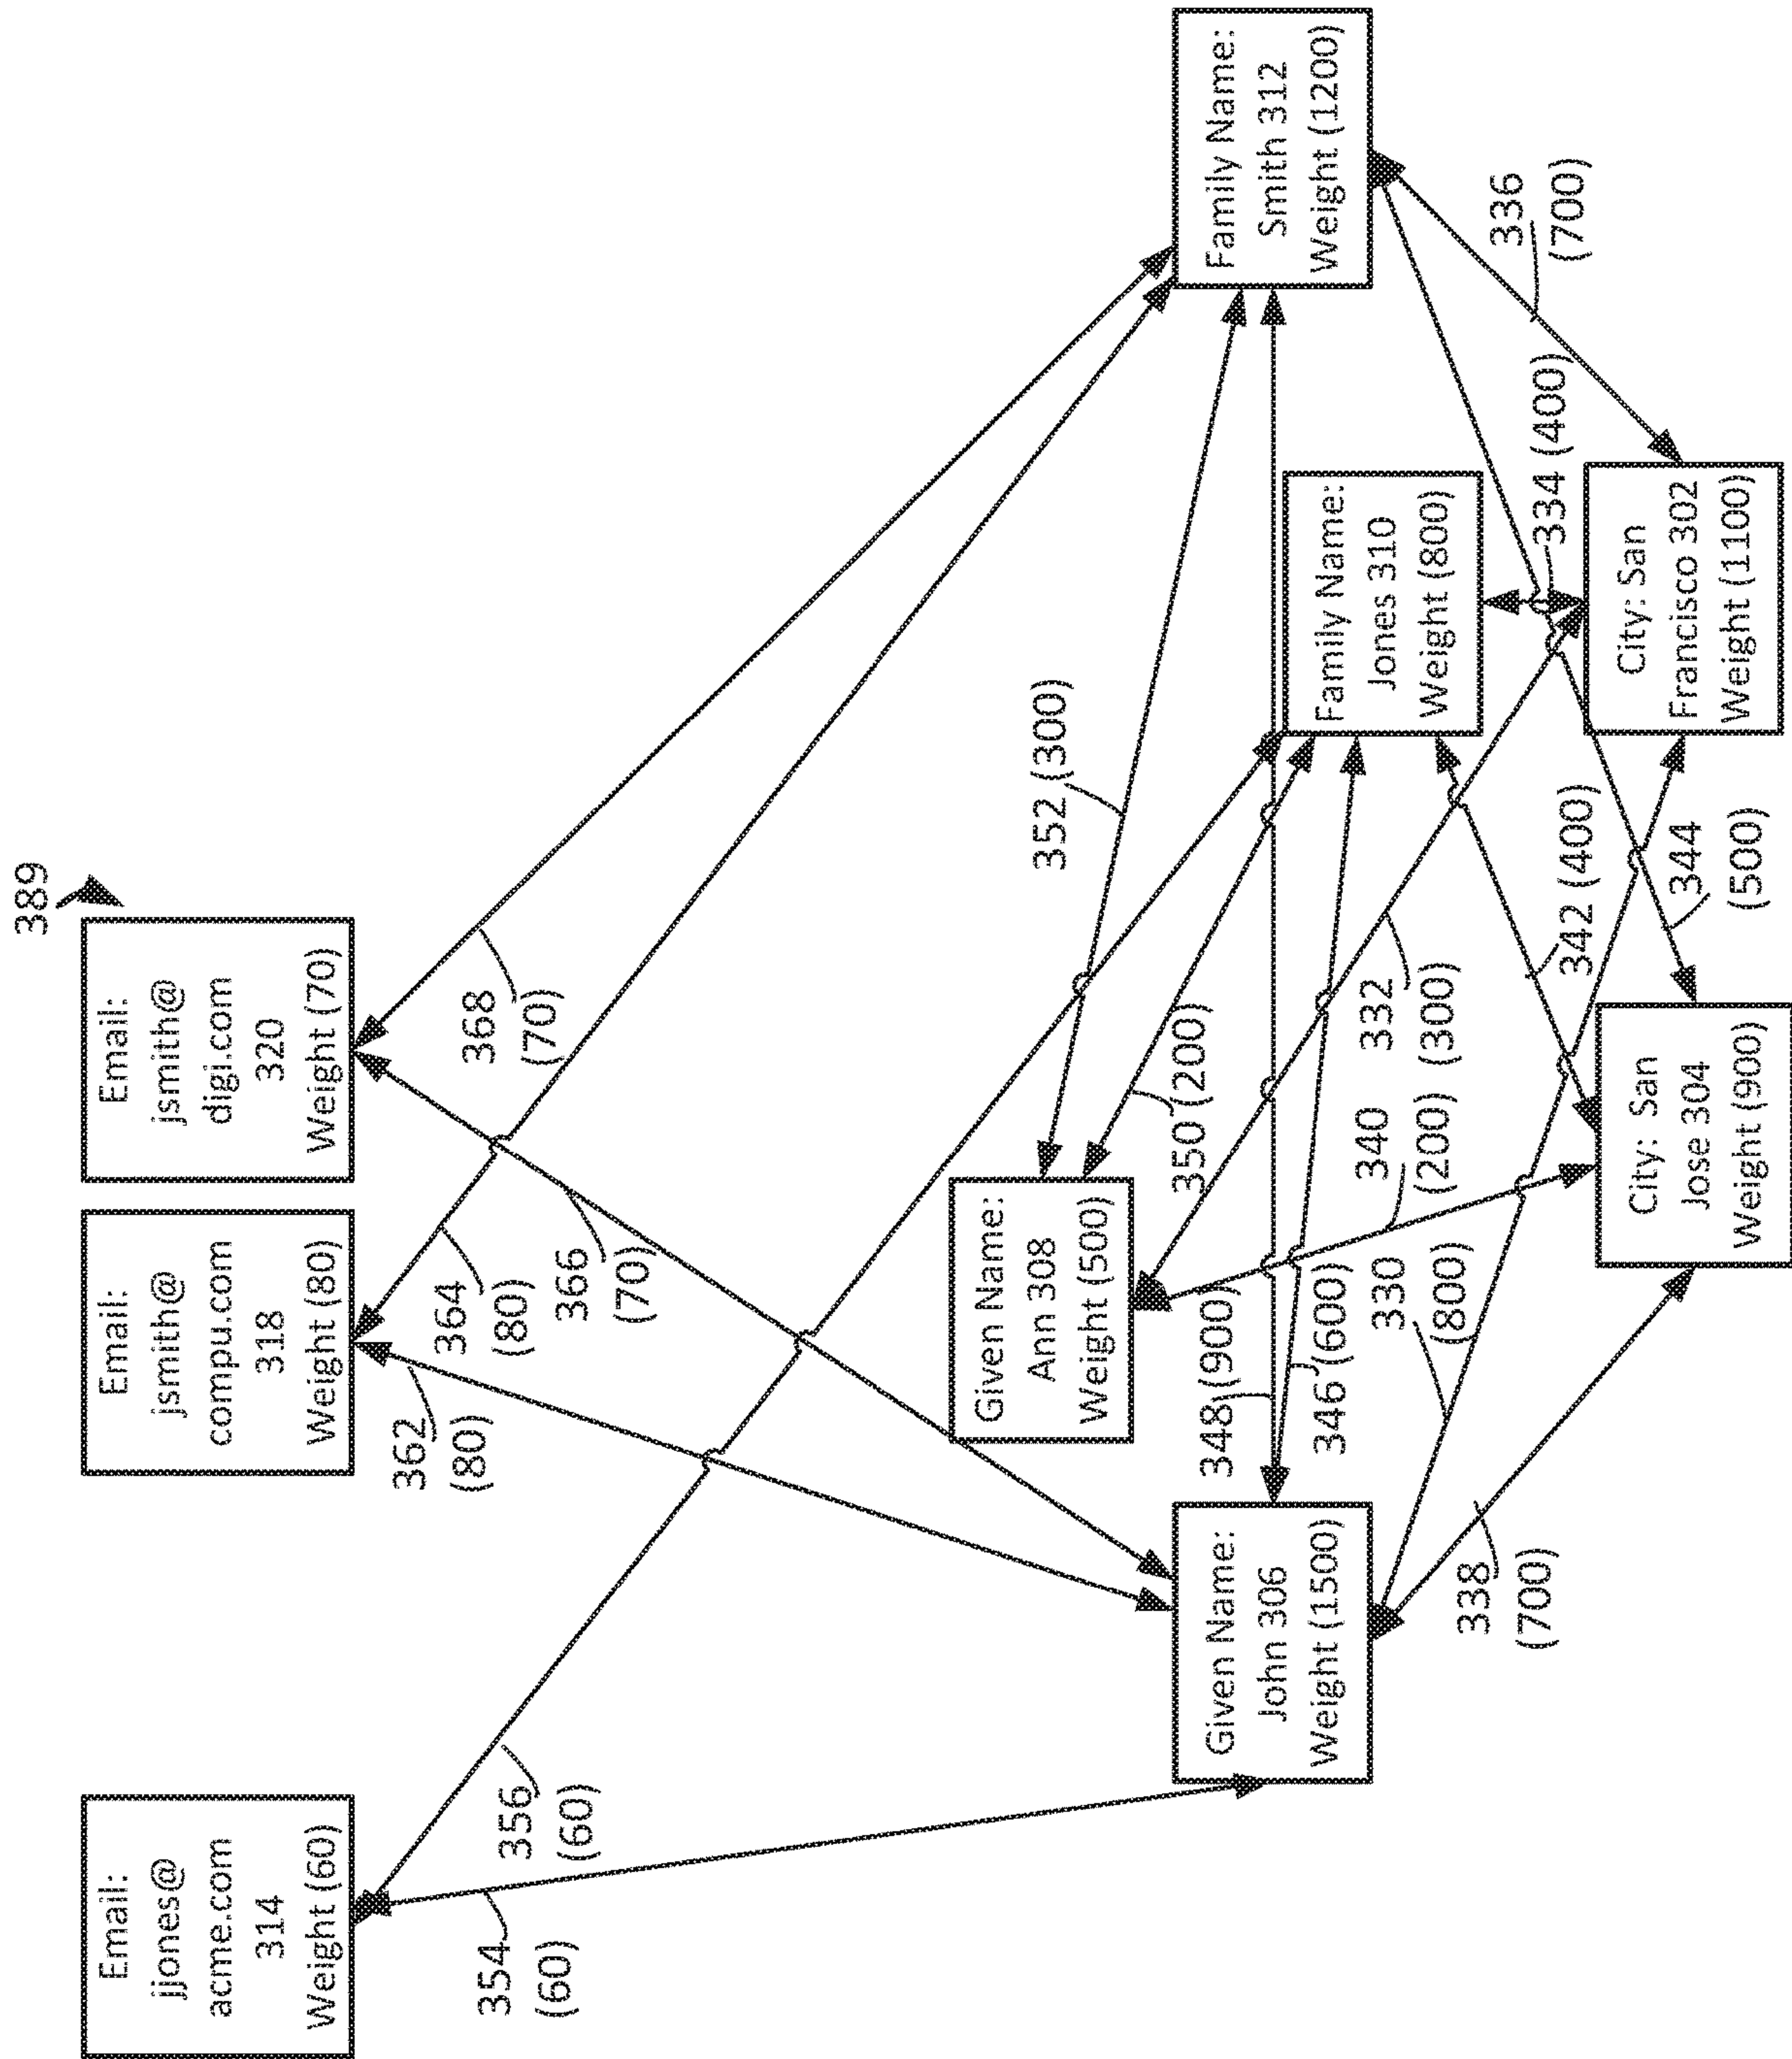 389
Email:
jjones@
acme.com
314
Weight (60)
Email:
jsmith@
compu.com
318
Weight (80)
Email:
jsmith@
digi.com
320
Weight (70)
354
(60)
356
(60)
362
(80)
364
(80)
366
(70)
368
(70)
Given Name:
Ann 308
Weight (500)
352 (300)
350 (200)
Given Name:
John 306
Weight (1500)
348 (900)
346 (600)
Family Name:
Jones 310
Weight (800)
Family Name:
Smith 312
Weight (1200)
340
(200)
332
(300)
330
(800)
338
(700)
342 (400)
344
(500)
334 (400)
336
(700)
City: San
Jose 304
Weight (900)
City: San
Francisco 302
Weight (1100)